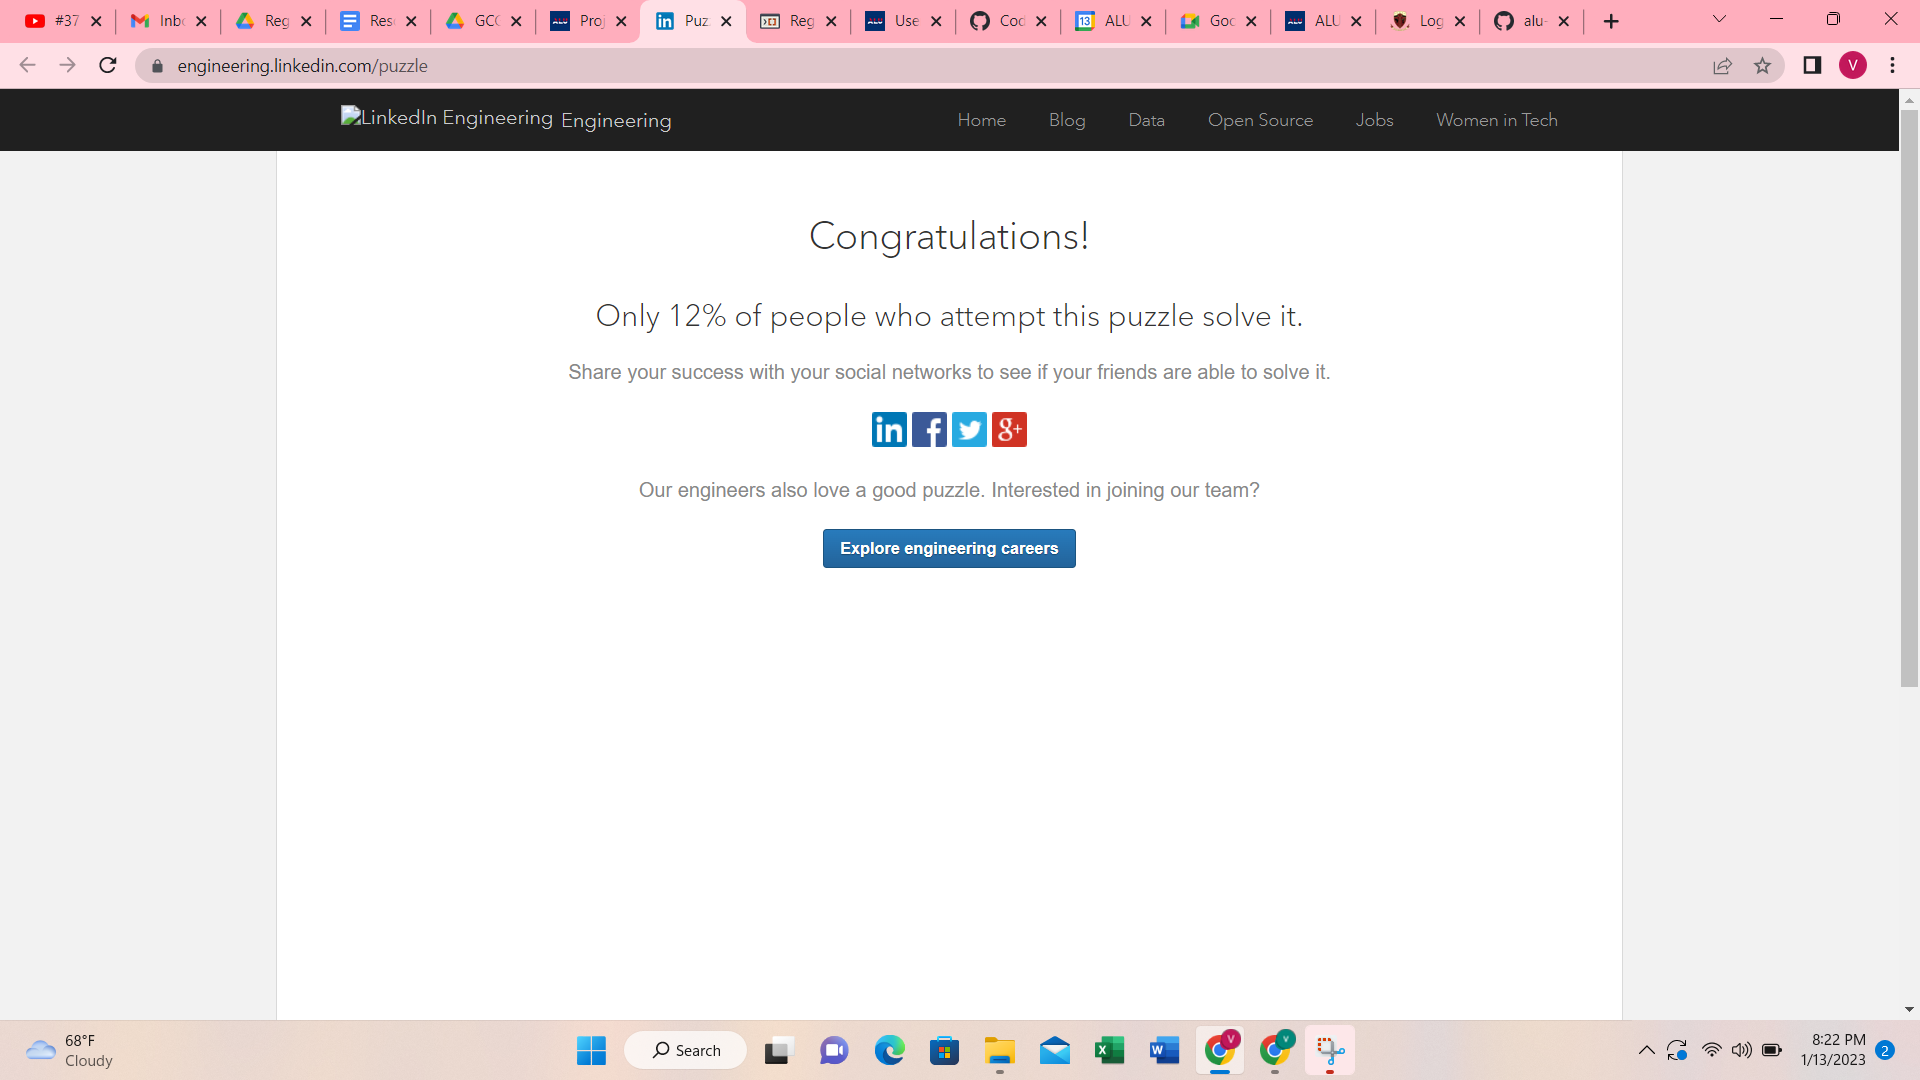 #37
Inbc
Reg
Res
GCC
Proj
Puz
Reg
Use
Cod
ALU
Goc
ALU
Log
alu-
engineering.linkedin.com/puzzle
V
LinkedIn Engineering Engineering
Home Blog Data Open Source Jobs Women in Tech
Congratulations!
Only 12% of people who attempt this puzzle solve it.
Share your success with your social networks to see if your friends are able to solve it.
in f g+
Our engineers also love a good puzzle. Interested in joining our team?
Explore engineering careers
68°F
Cloudy
Search
8:22 PM
1/13/2023
2